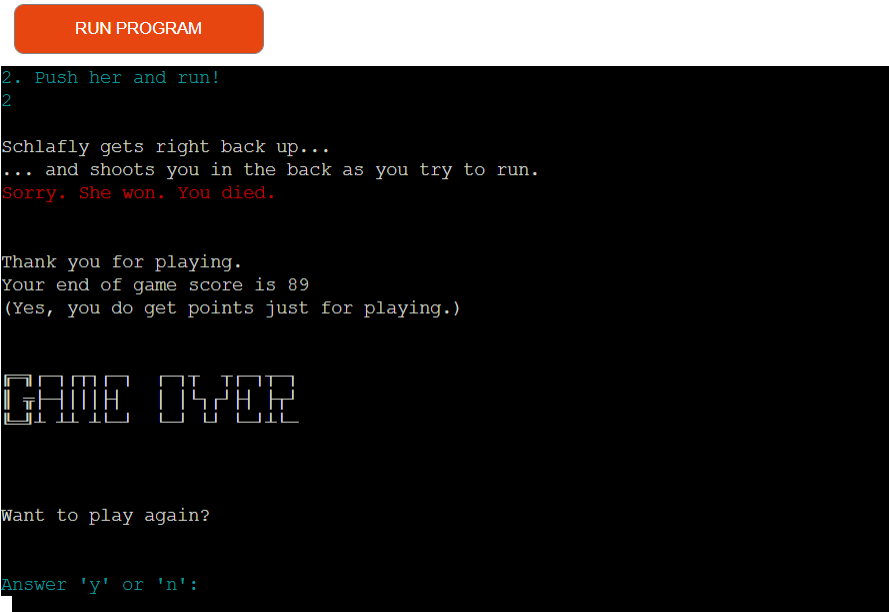 RUN PROGRAM
2. Push her and run!
2
Schlafly gets right back up...
... and shoots you in the back as you try to run.
Sorry. She won. You died.
Thank you for playing.
Your end of game score is 89
(Yes, you do get points just for playing.)
GAME OVER
Want to play again?
Answer 'y' or 'n':